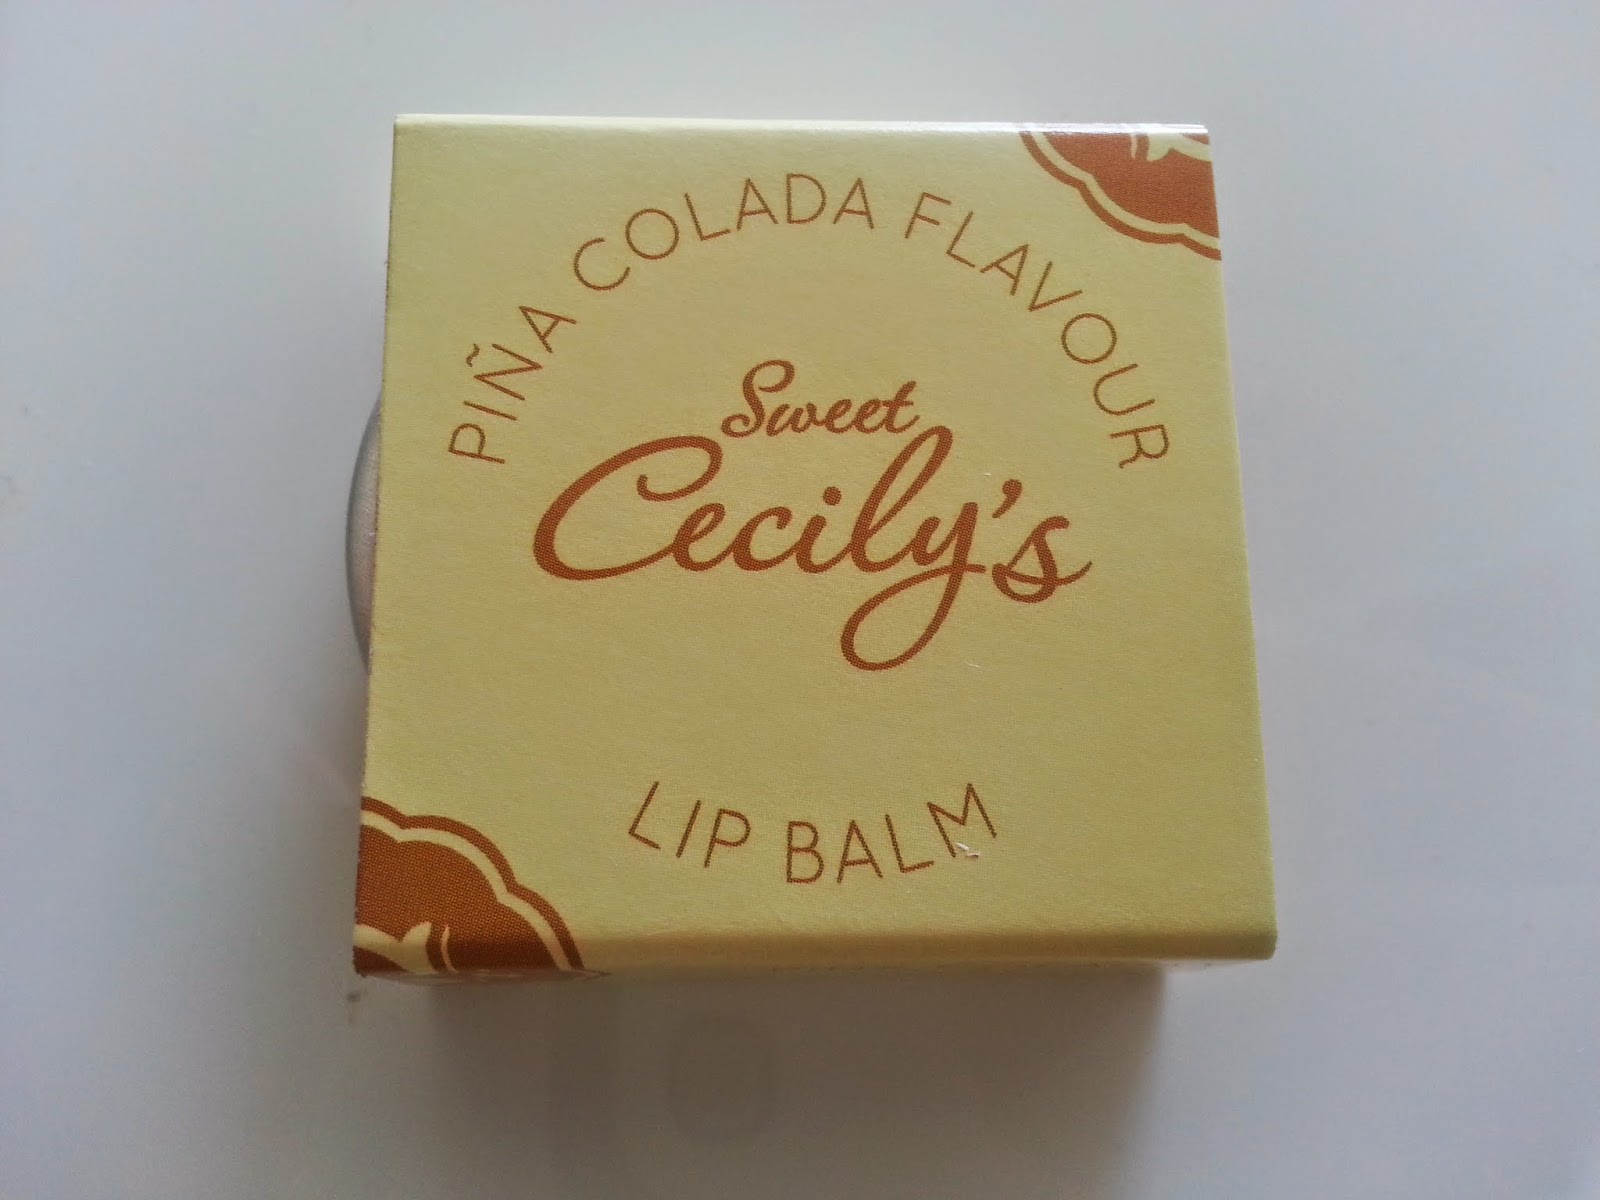 PIÑA COLADA FLAVOUR
Sweet
Cecily's
LIP BALM